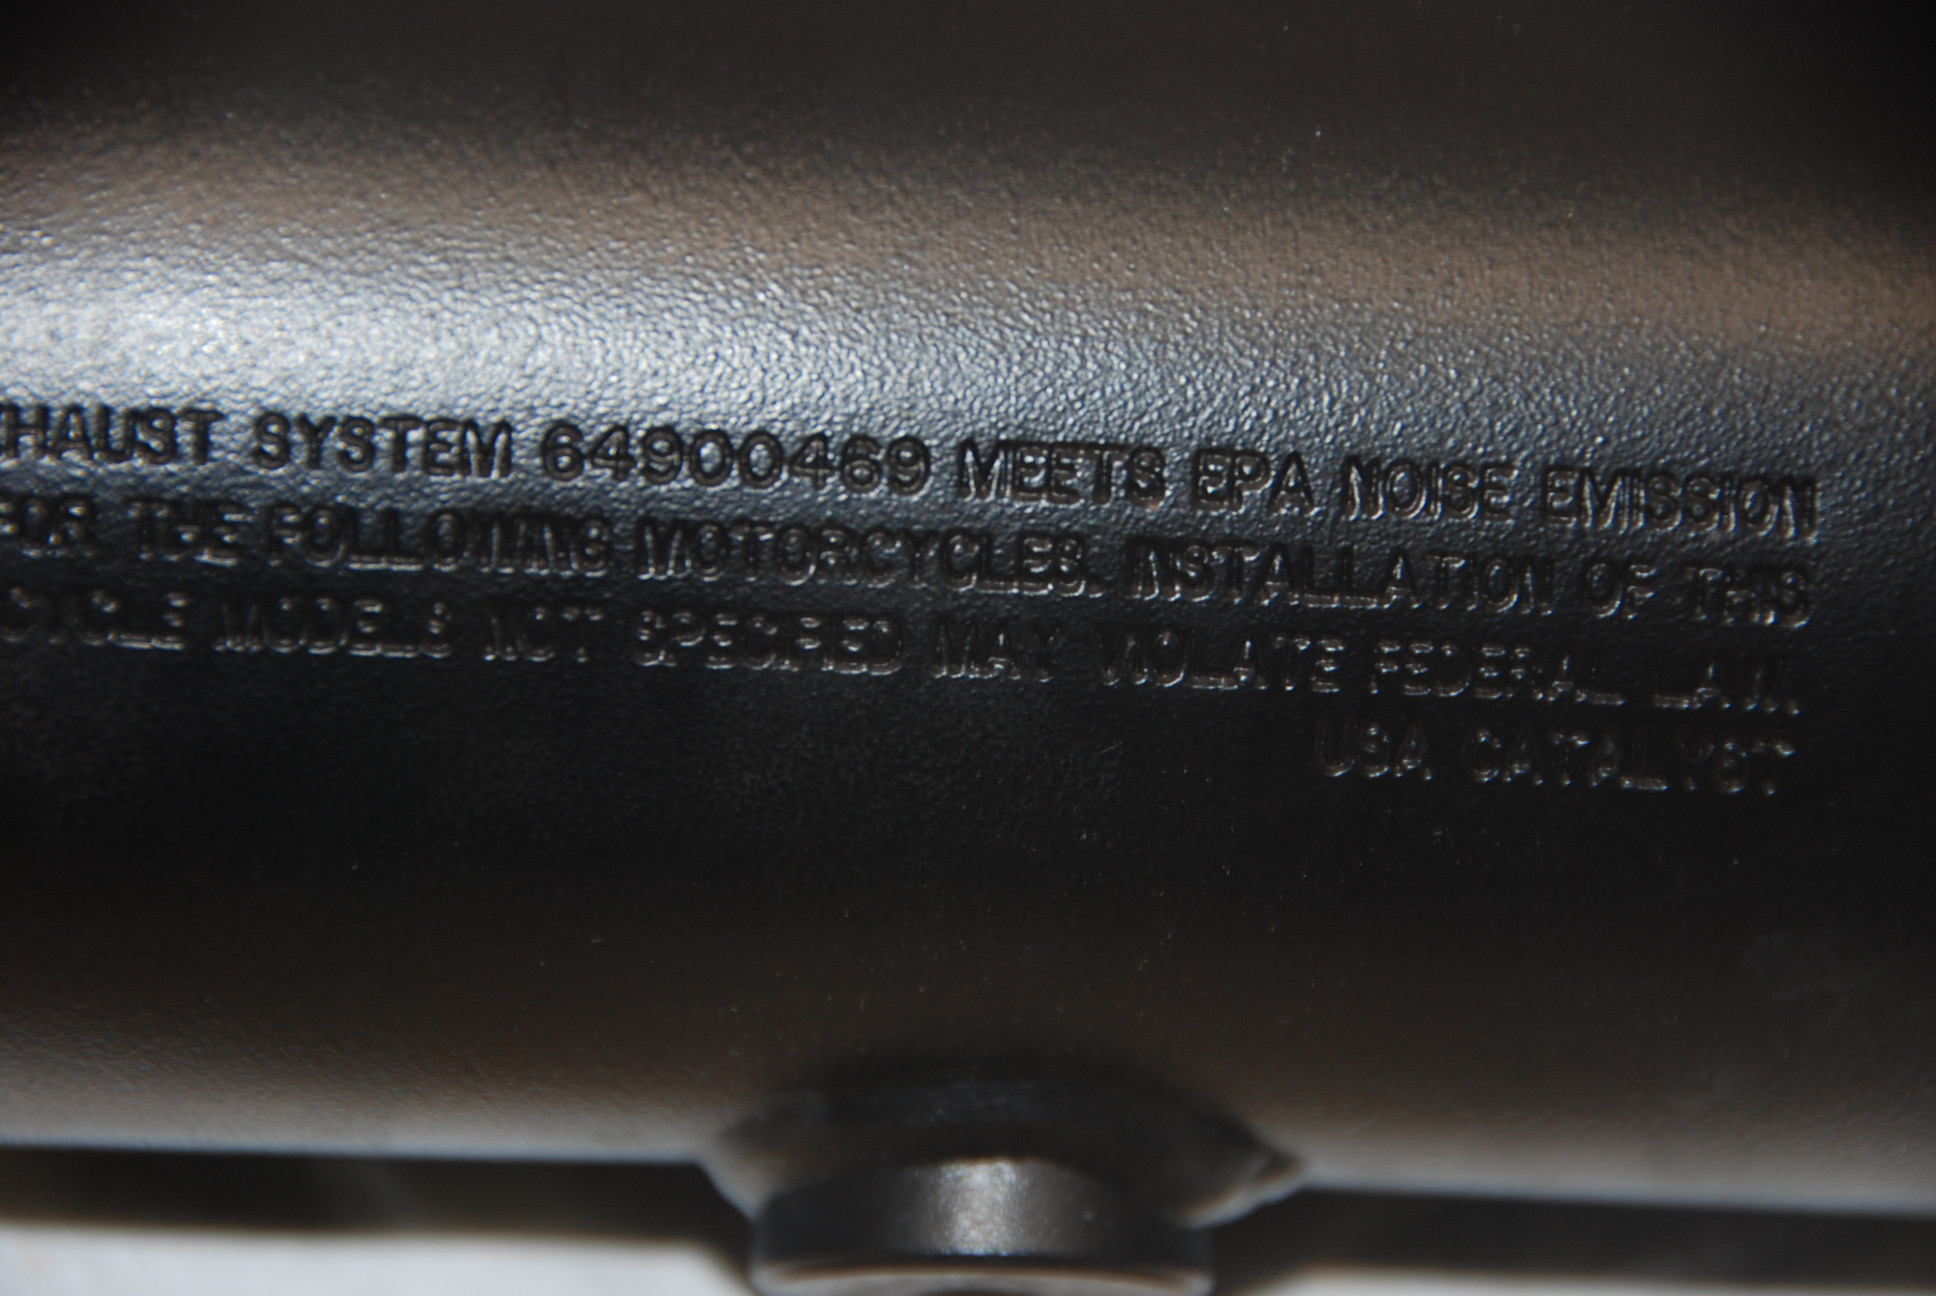 XHAUST SYSTEM 64900469 MEETS EPA NOISE EMISSION
FOR THE FOLLOWING MOTORCYCLES. INSTALLATION OF THIS
CYCLE MODELS NOT SPECIFIED MAY VIOLATE FEDERAL LAW.
USA CATALYST